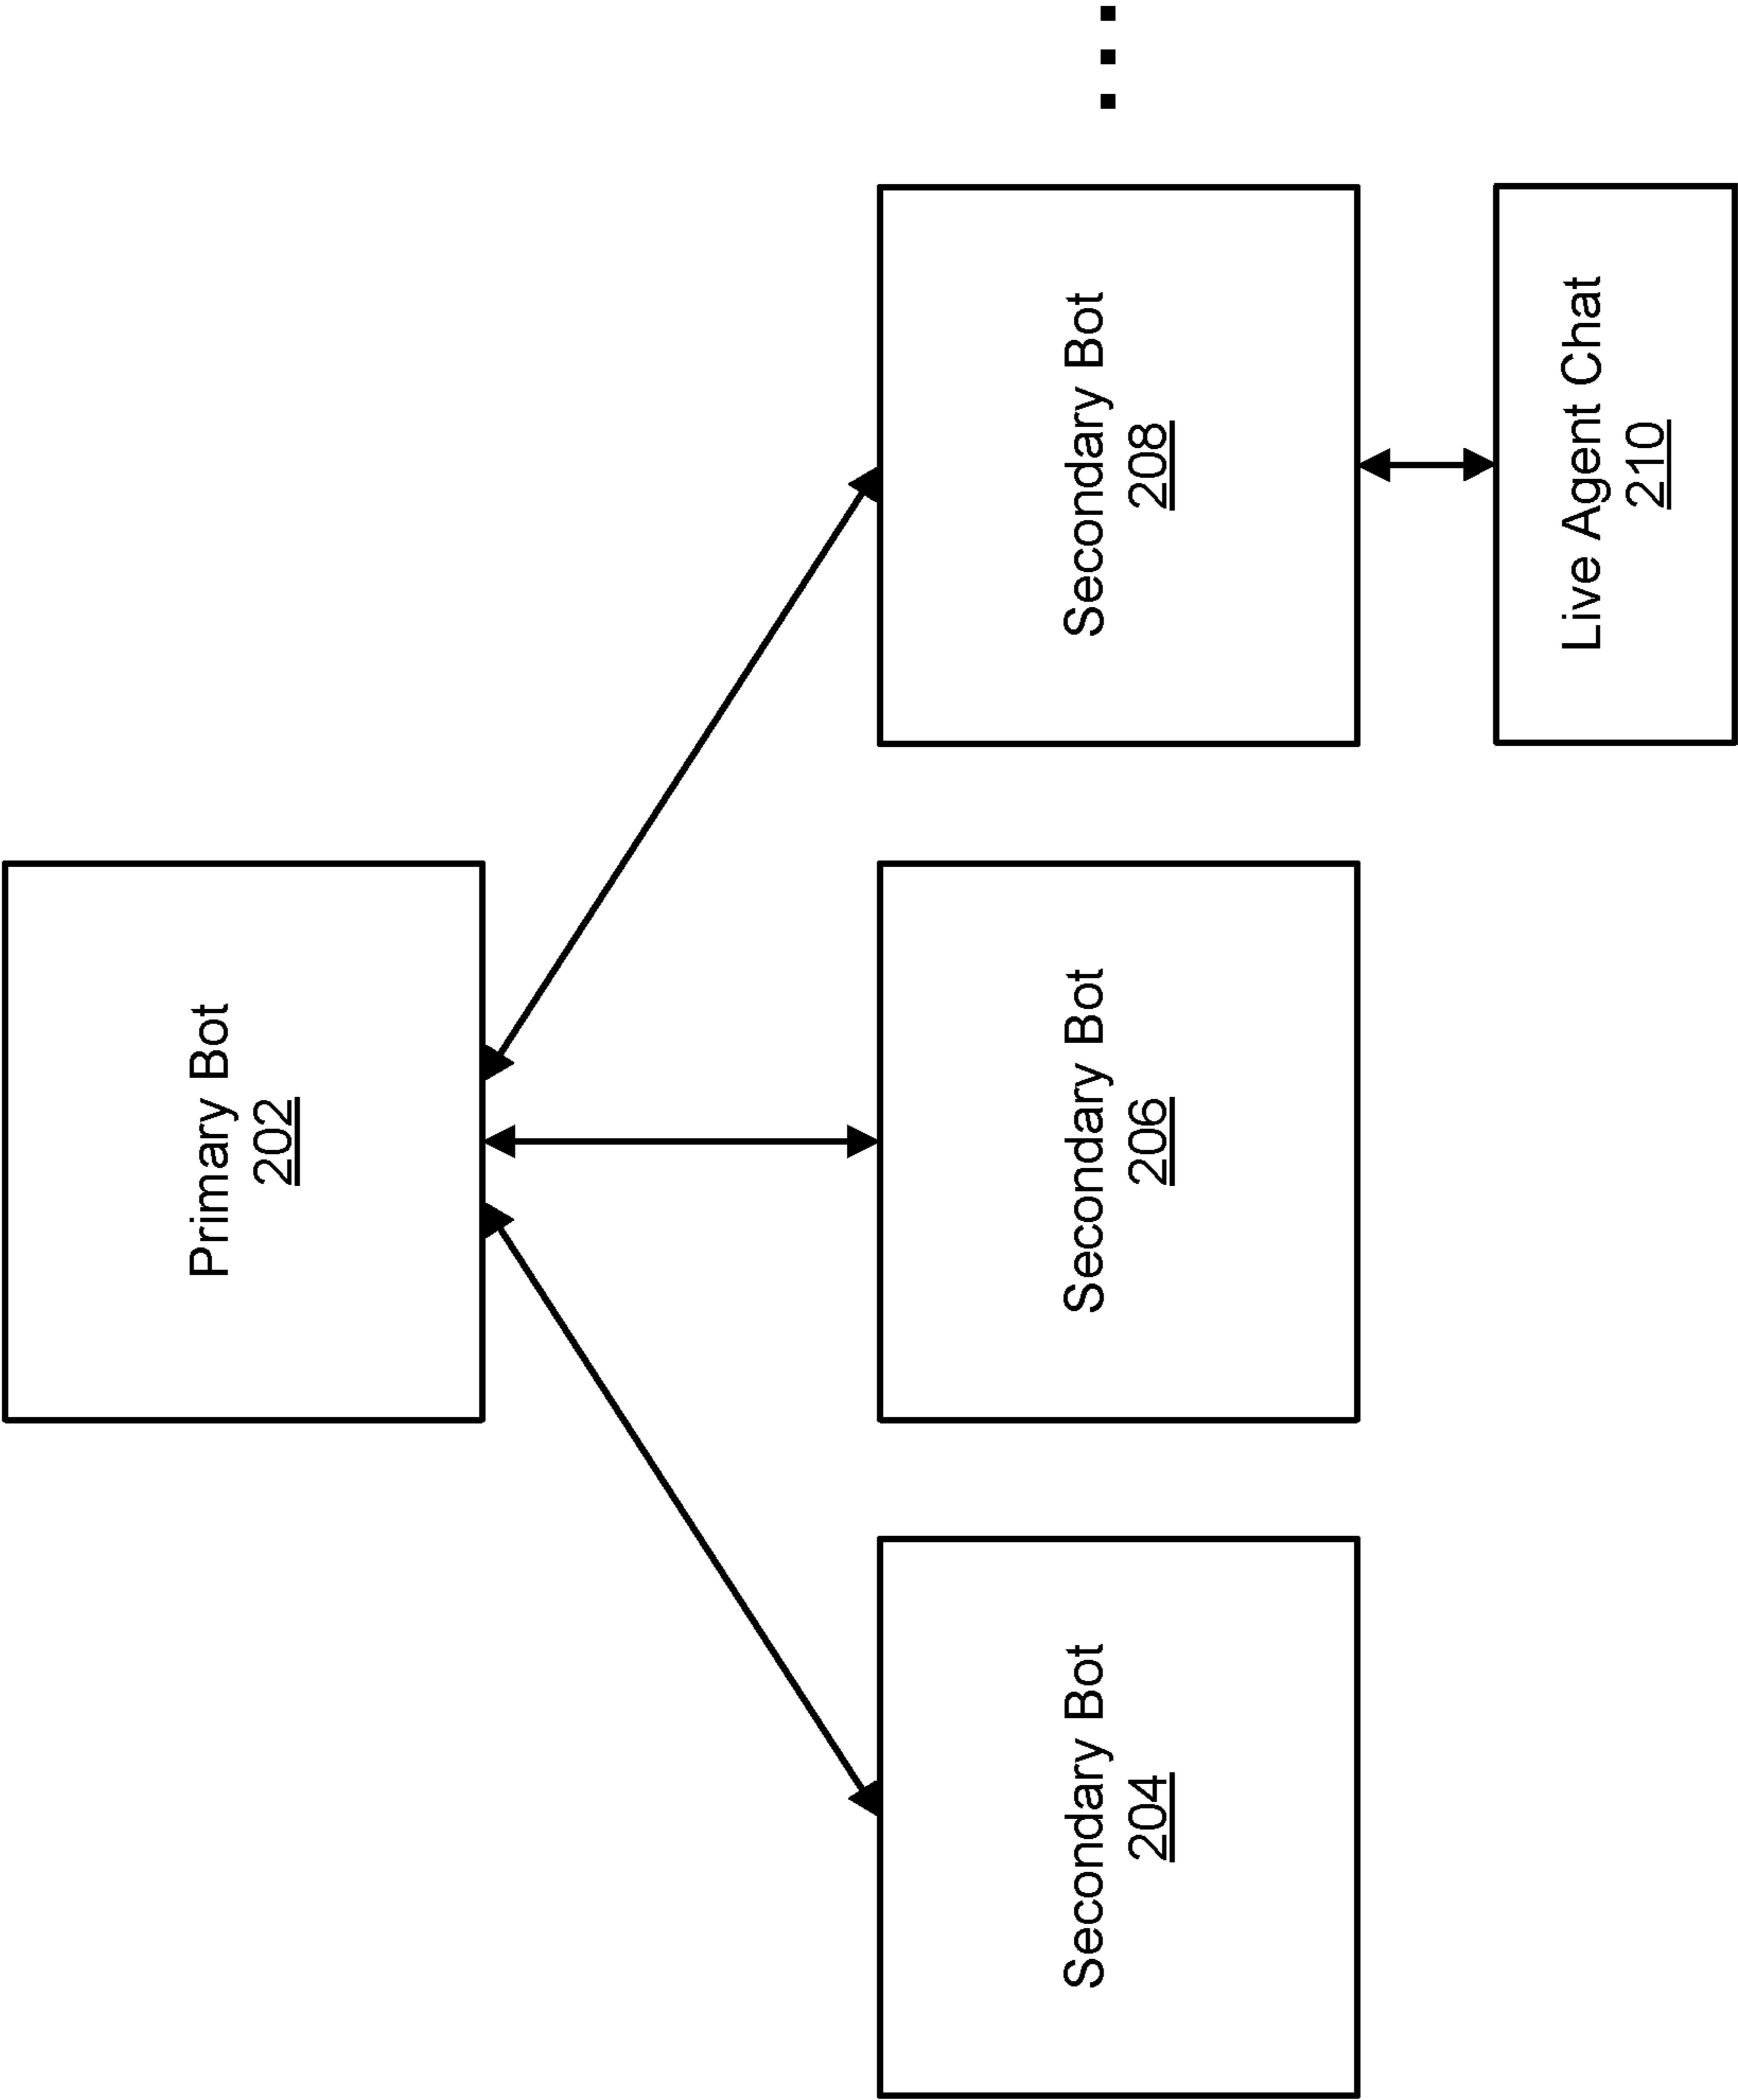 Primary Bot
202
Secondary Bot
204
Secondary Bot
206
Secondary Bot
208
...
Live Agent Chat
210